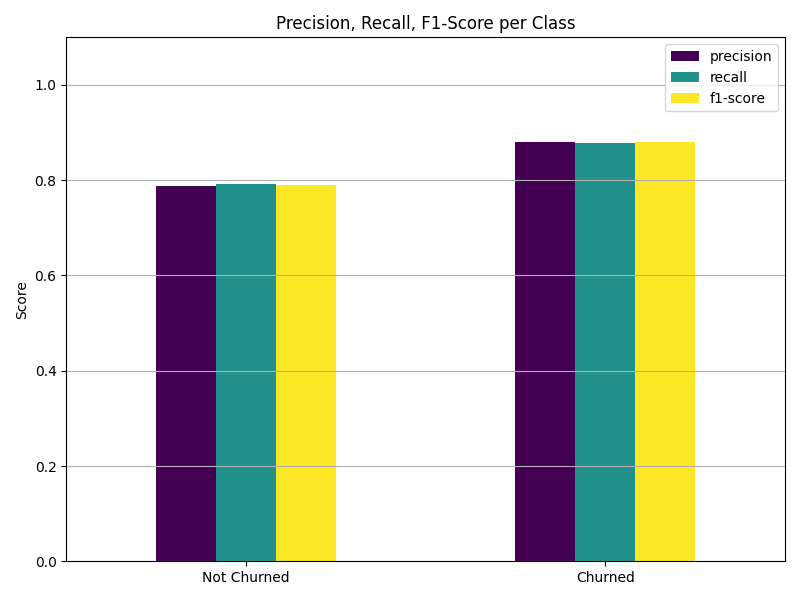 Precision, Recall, F1-Score per Class
precision
recall
f1-score
1.0
0.8
0.6
0.4
0.2
0.0
Score
Not Churned
Churned